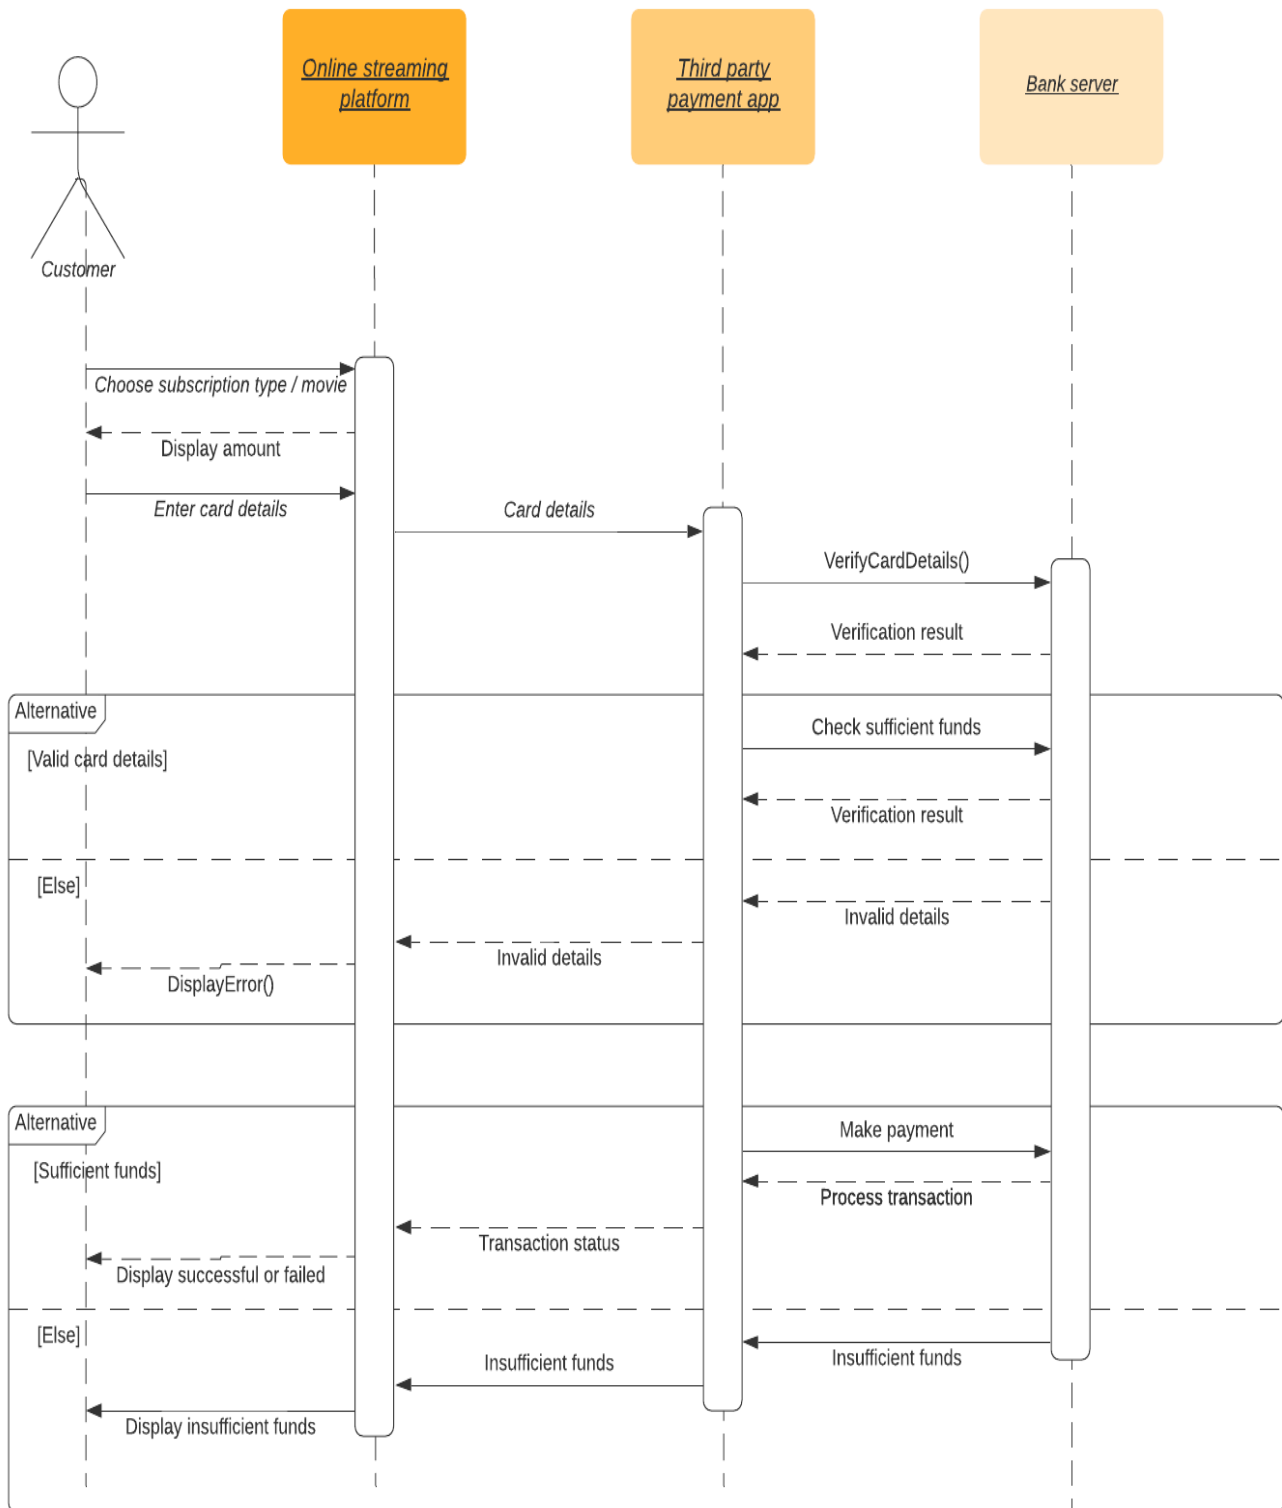 Online streaming
platform
Third party
payment app
Bank server
Customer
Choose subscription type / movie
Display amount
Enter card details
Card details
VerifyCardDetails()
Verification result
Alternative
[Valid card details]
Check sufficient funds
Verification result
[Else]
Invalid details
Invalid details
DisplayError()
Alternative
Make payment
[Sufficient funds]
Process transaction
Transaction status
Display successful or failed
[Else]
Insufficient funds
Insufficient funds
Display insufficient funds